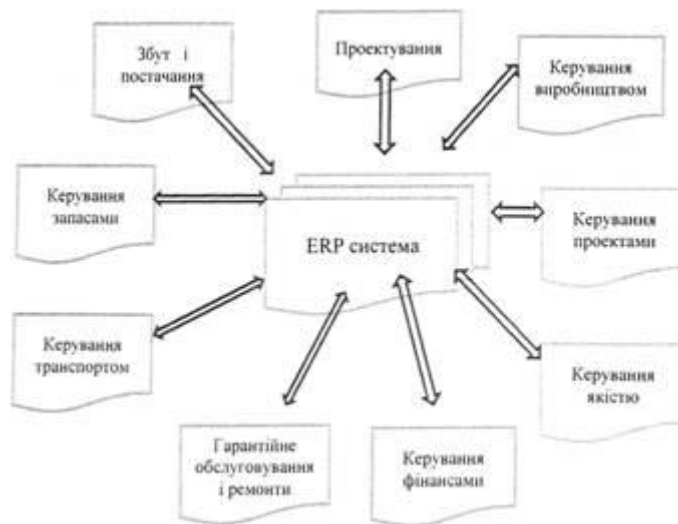 Збут і
постачання
Проектування
Керування
виробництвом
Керування
запасами
ERP система
Керування
проектами
Керування
транспортом
Керування
якістю
Гарантійне
обслуговування
і ремонти
Керування
фінансами